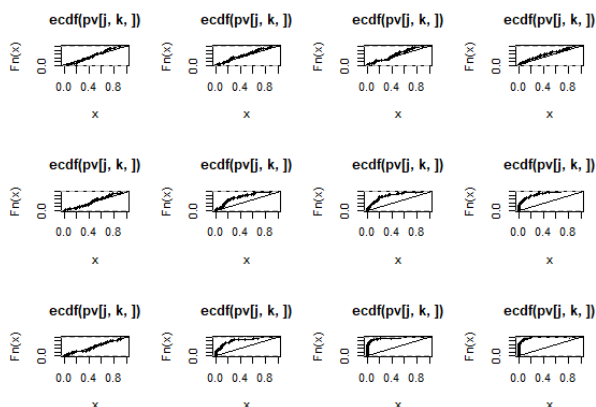 ecdf(pv[j, k, ]) ecdf(pv[j, k, ]) ecdf(pv[j, k, ]) ecdf(pv[j, k, ])
Fn(x) 0.0 Fn(x) 0.0 Fn(x) 0.0 Fn(x) 0.0
0.0 0.4 0.8 0.0 0.4 0.8 0.0 0.4 0.8 0.0 0.4 0.8
x x x x
ecdf(pv[j, k, ]) ecdf(pv[j, k, ]) ecdf(pv[j, k, ]) ecdf(pv[j, k, ])
Fn(x) 0.0 Fn(x) 0.0 Fn(x) 0.0 Fn(x) 0.0
0.0 0.4 0.8 0.0 0.4 0.8 0.0 0.4 0.8 0.0 0.4 0.8
x x x x
ecdf(pv[j, k, ]) ecdf(pv[j, k, ]) ecdf(pv[j, k, ]) ecdf(pv[j, k, ])
Fn(x) 0.0 Fn(x) 0.0 Fn(x) 0.0 Fn(x) 0.0
0.0 0.4 0.8 0.0 0.4 0.8 0.0 0.4 0.8 0.0 0.4 0.8
x x x x